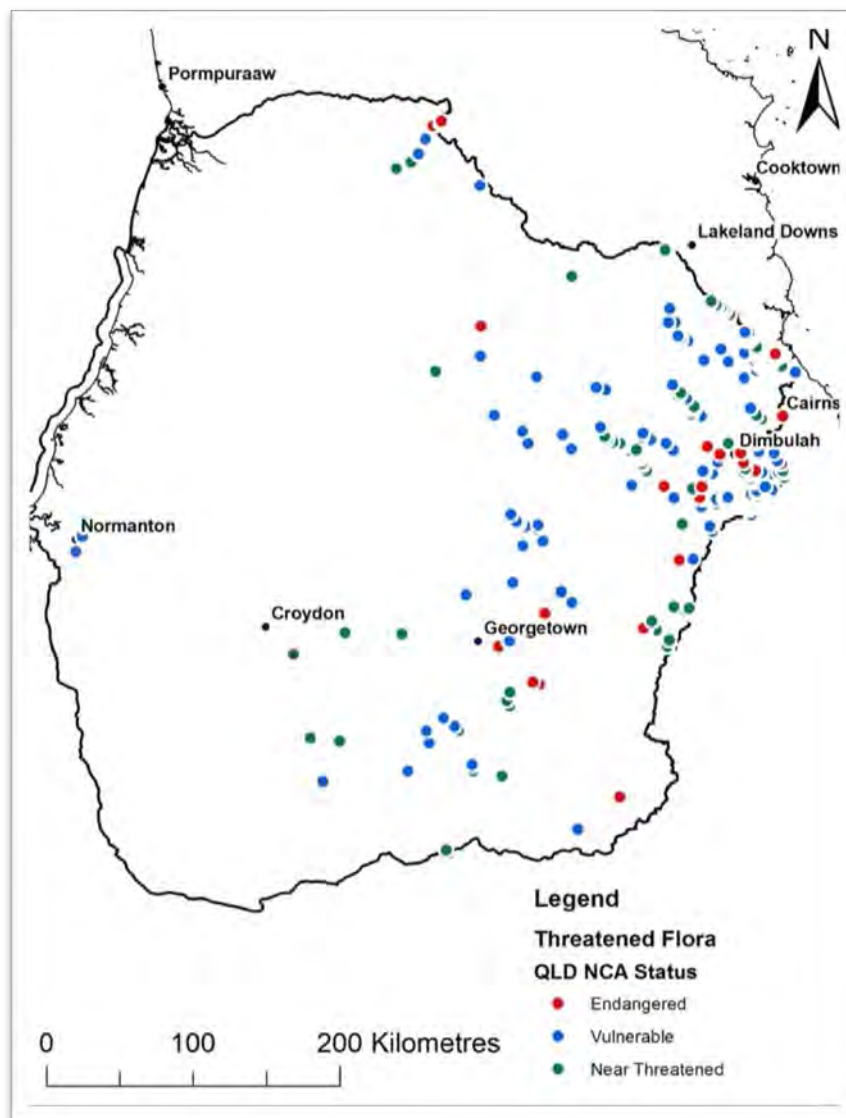 N
Pormpuraaw
Cooktown
Lakeland Downs
Cairns
Dimbulah
Normanton
Croydon
Georgetown
Legend
Threatened Flora
QLD NCA Status
Endangered
Vulnerable
Near Threatened
0 100 200 Kilometres